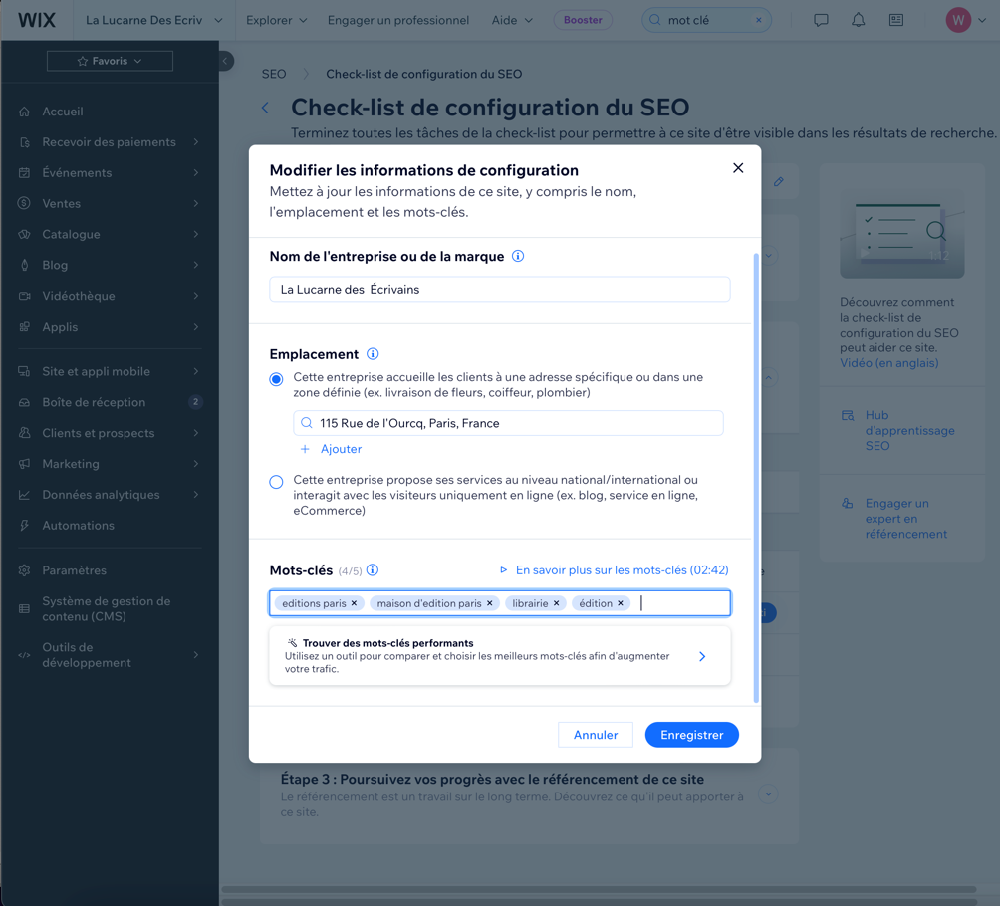 WIX
La Lucarne Des Ecriv
Explorer
Engager un professionnel
Aide
Booster
mot clé
W
Favoris
Accueil
Recevoir des paiements
Événements
Ventes
Catalogue
Blog
Vidéothèque
Applis
Site et appli mobile
Boîte de réception
2
Clients et prospects
Marketing
Données analytiques
Automations
Paramètres
Système de gestion de
contenu (CMS)
Outils de
développement
SEO
Check-list de configuration du SEO
Check-list de configuration du SEO
Terminez toutes les tâches de la check-list pour permettre à ce site d'être visible dans les résultats de recherche.
Modifier les informations de configuration
Mettez à jour les informations de ce site, y compris le nom,
l'emplacement et les mots-clés.
Nom de l'entreprise ou de la marque
La Lucarne des  Écrivains
Emplacement
Cette entreprise accueille les clients à une adresse spécifique ou dans une
zone définie (ex. livraison de fleurs, coiffeur, plombier)
115 Rue de l'Ourcq, Paris, France
+ Ajouter
Cette entreprise propose ses services au niveau national/international ou
interagit avec les visiteurs uniquement en ligne (ex. blog, service en ligne,
eCommerce)
Mots-clés (4/5)
En savoir plus sur les mots-clés (02:42)
editions paris
maison d'edition paris
librairie
édition
Trouver des mots-clés performants
Utilisez un outil pour comparer et choisir les meilleurs mots-clés afin d'augmenter
votre trafic.
Annuler
Enregistrer
Étape 3 : Poursuivez vos progrès avec le référencement de ce site
Le référencement est un travail sur le long terme. Découvrez ce qu'il peut apporter à
ce site.
1:12
Découvrez comment
la check-list de
configuration du SEO
peut aider ce site.
Vidéo (en anglais)
Hub
d'apprentissage
SEO
Engager un
expert en
référencement